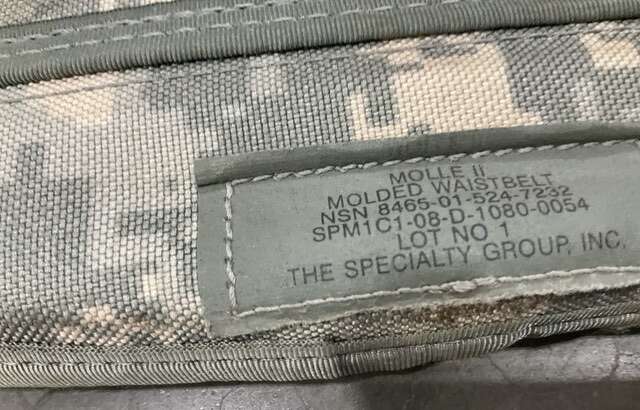 MOLLE II
MOLDED WAISTBELT
NSN 8465-01-524-7232
SPM1C1-08-D-1080-0054
LOT NO 1
THE SPECIALTY GROUP, INC.